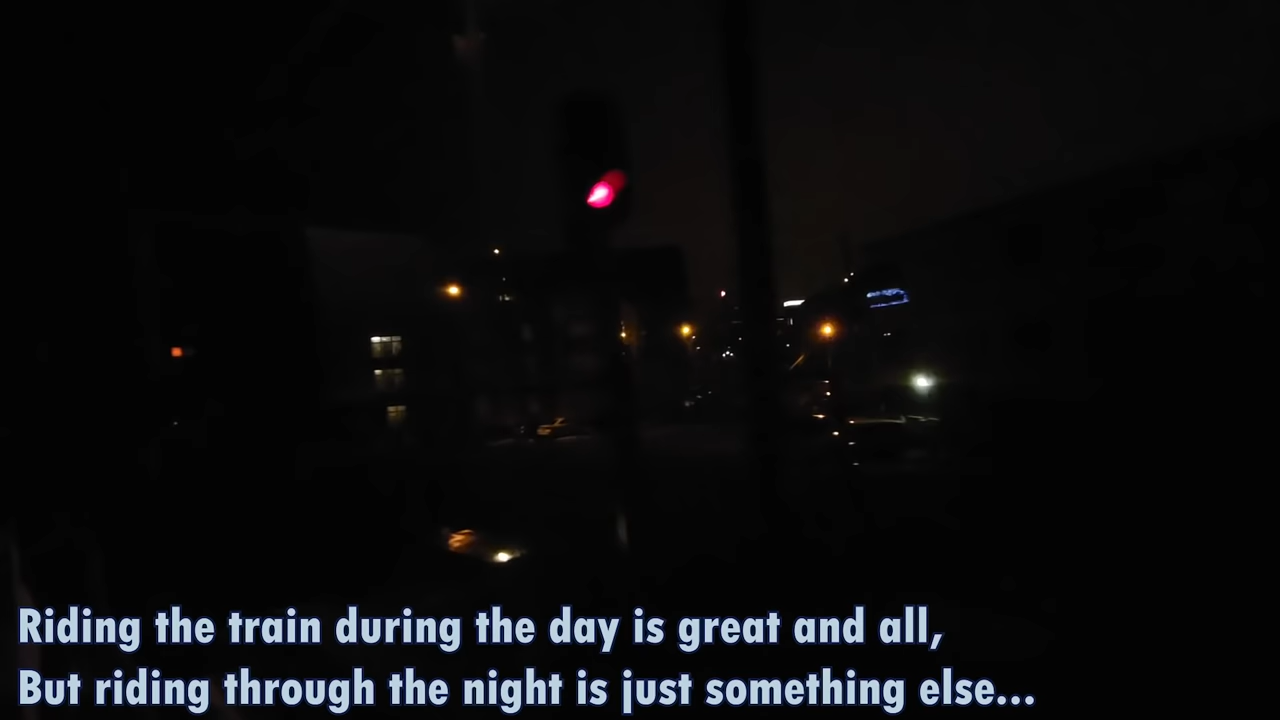 Riding the train during the day is great and all,
But riding through the night is just something else...